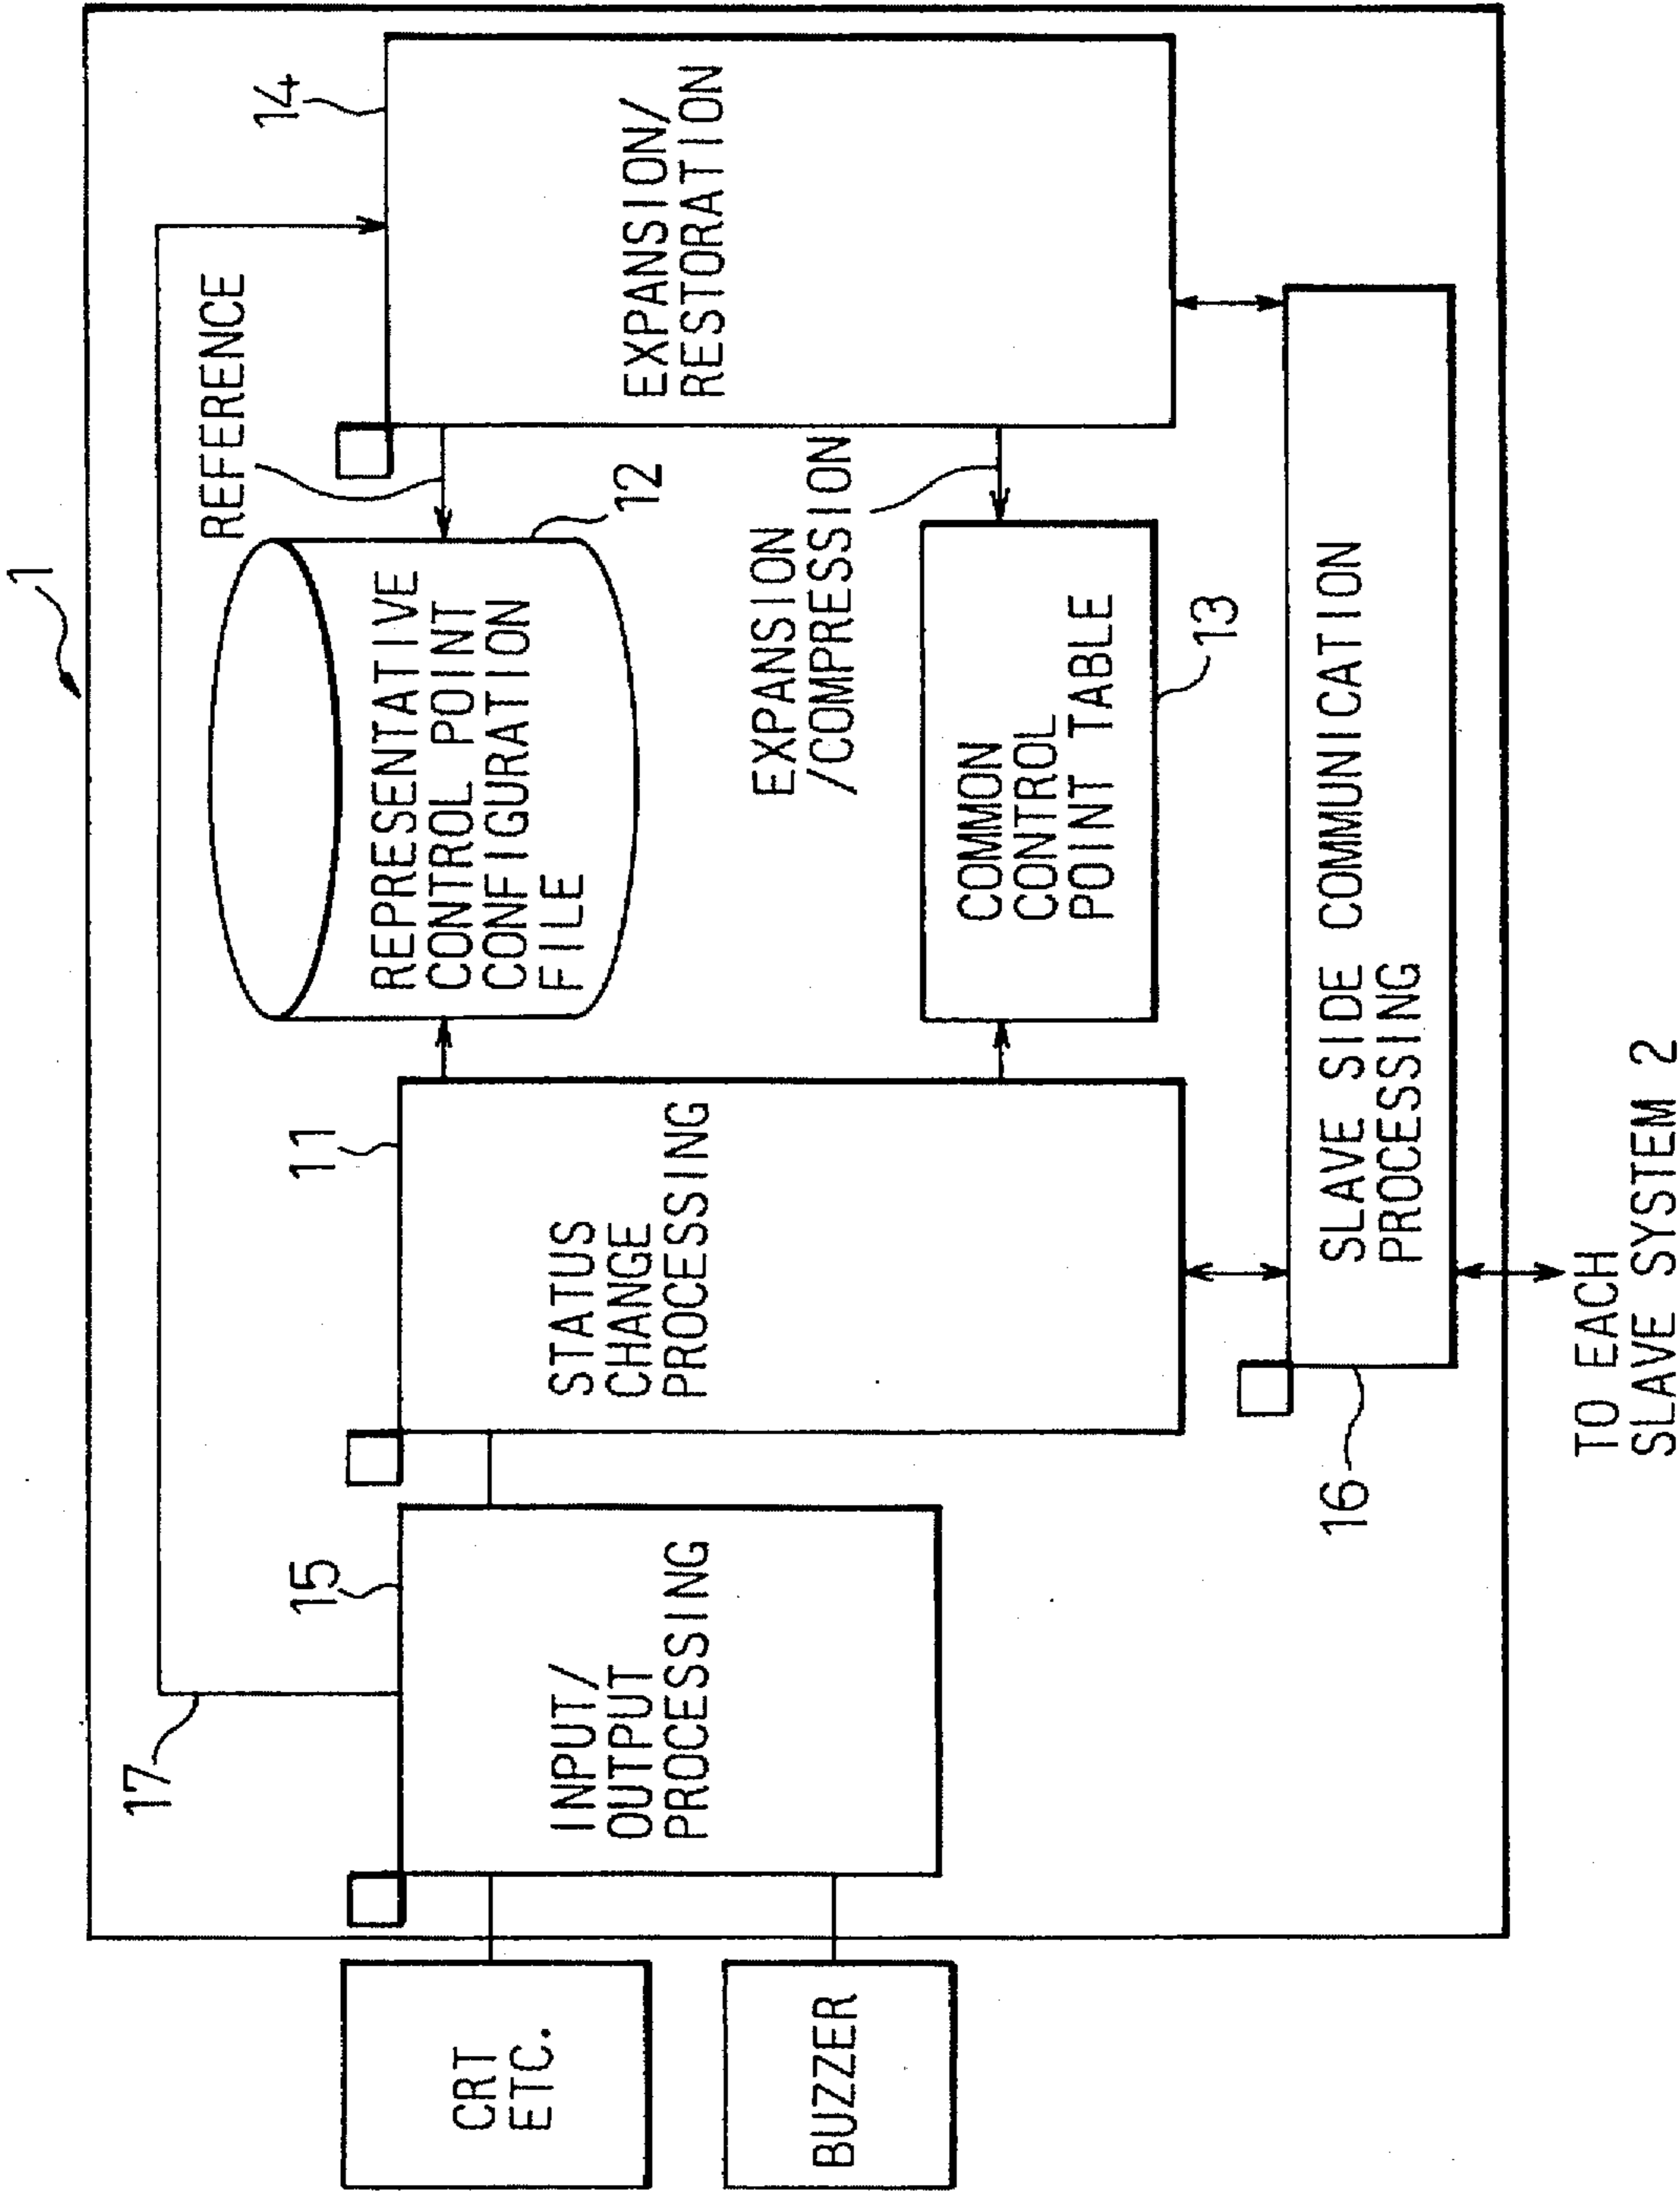 1
17
REFERENCE
14
15
11
12
CRT
ETC.
INPUT/
OUTPUT
PROCESSING
STATUS
CHANGE
PROCESSING
REPRESENTATIVE
CONTROL POINT
CONFIGURATION
FILE
EXPANSION/
RESTORATION
EXPANSION
/COMPRESSION
BUZZER
COMMON
CONTROL
POINT TABLE
13
16
SLAVE SIDE COMMUNICATION
PROCESSING
TO EACH
SLAVE SYSTEM 2